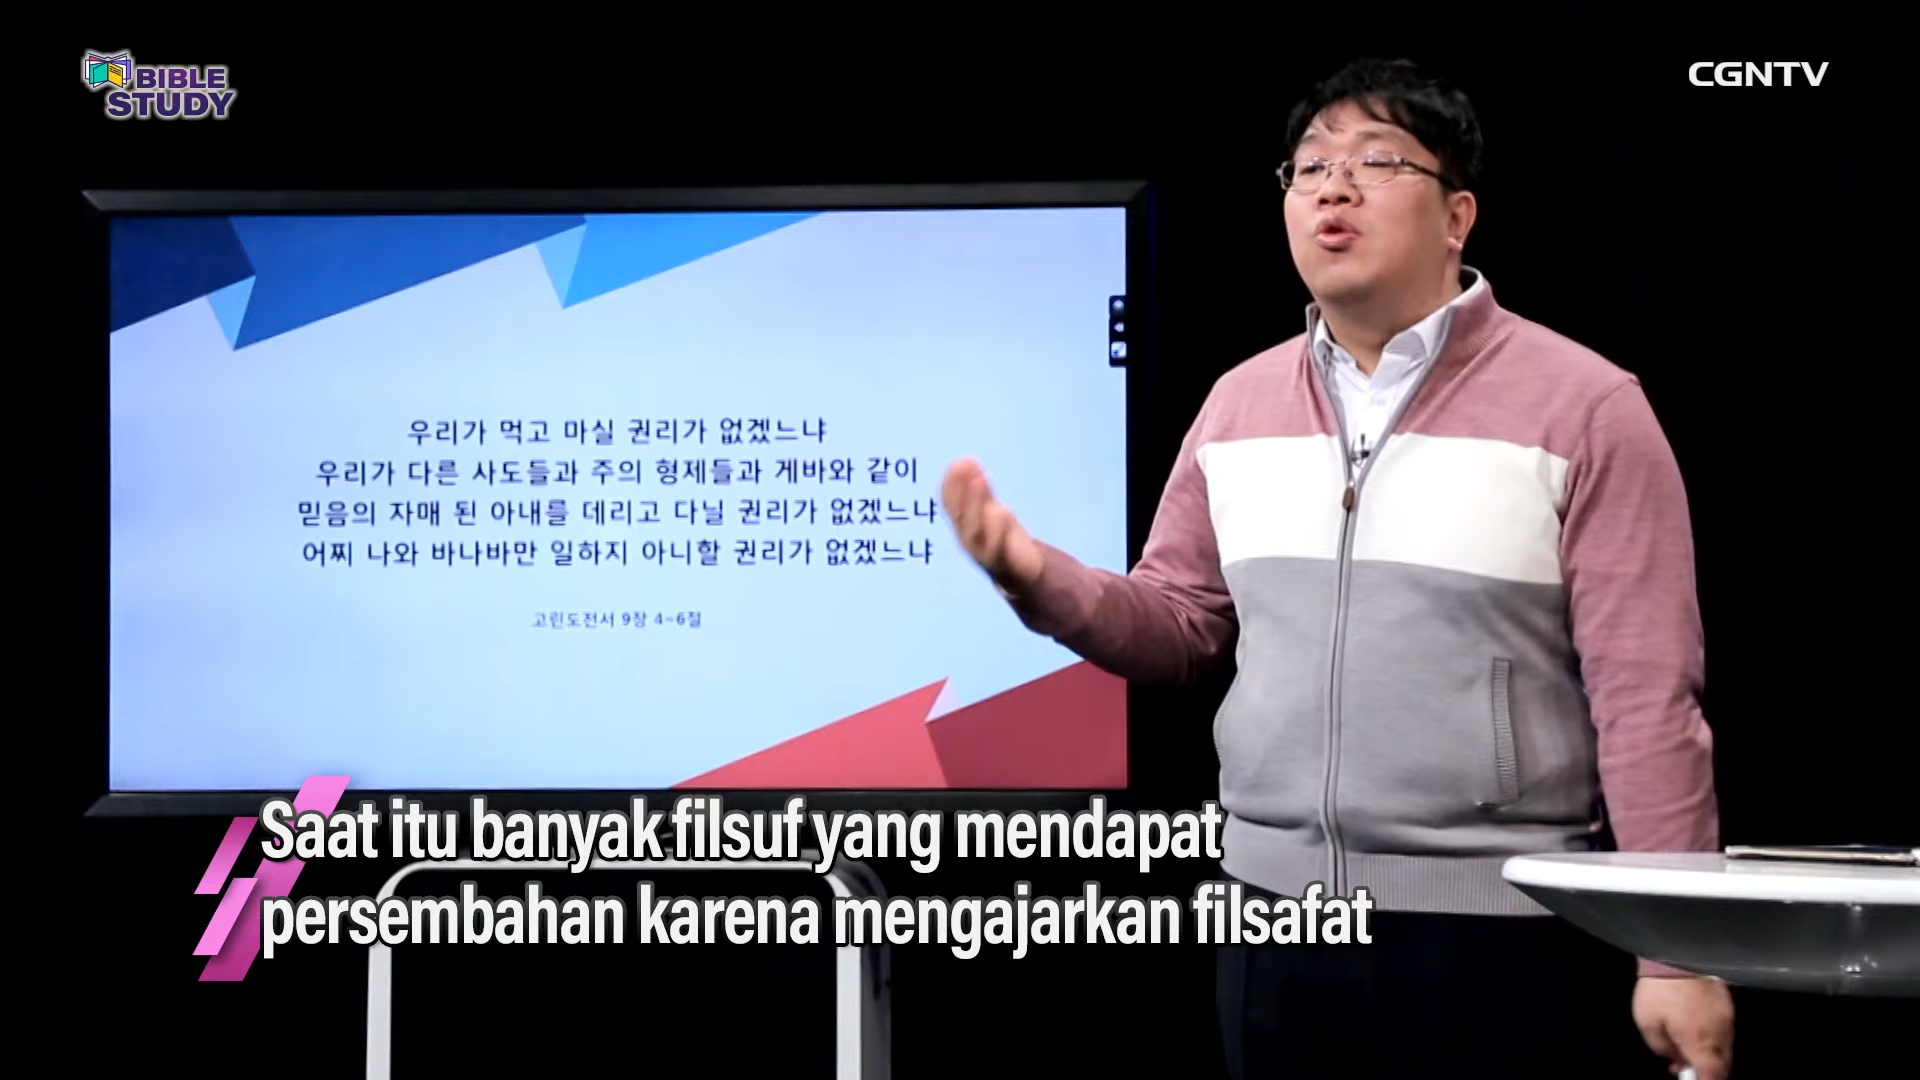 BIBLE
STUDY
CGNTV
우리가 먹고 마실 권리가 없겠느냐
우리가 다른 사도들과 주의 형제들과 게바와 같이
믿음의 자매 된 아내를 데리고 다닐 권리가 없겠느냐
어찌 나와 바나바만 일하지 아니할 권리가 없겠느냐
고린도전서 9장 4~6절
Saat itu banyak filsuf yang mendapat
persembahan karena mengajarkan filsafat